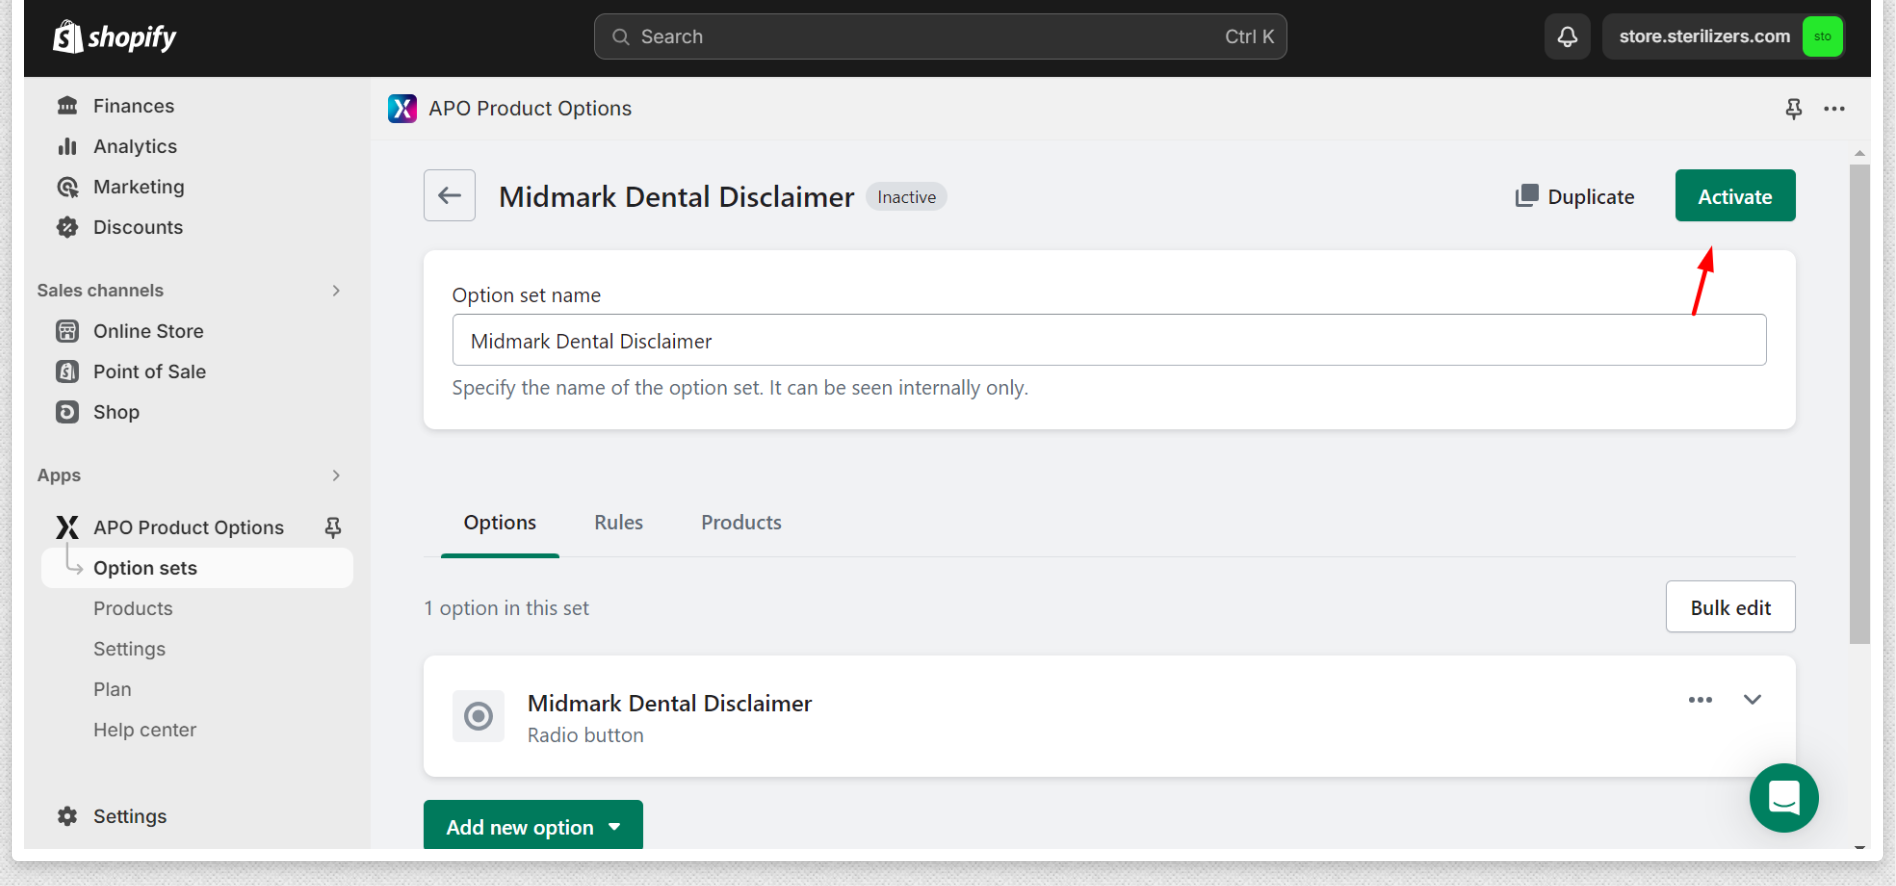 shopify
Search
Ctrl K
store.sterilizers.com
sto
Finances
Analytics
Marketing
Discounts
Sales channels
Online Store
Point of Sale
Shop
Apps
APO Product Options
Option sets
Products
Settings
Plan
Help center
Settings
APO Product Options
Midmark Dental Disclaimer
Inactive
Duplicate
Activate
Option set name
Midmark Dental Disclaimer
Specify the name of the option set. It can be seen internally only.
Options
Rules
Products
1 option in this set
Bulk edit
Midmark Dental Disclaimer
Radio button
Add new option